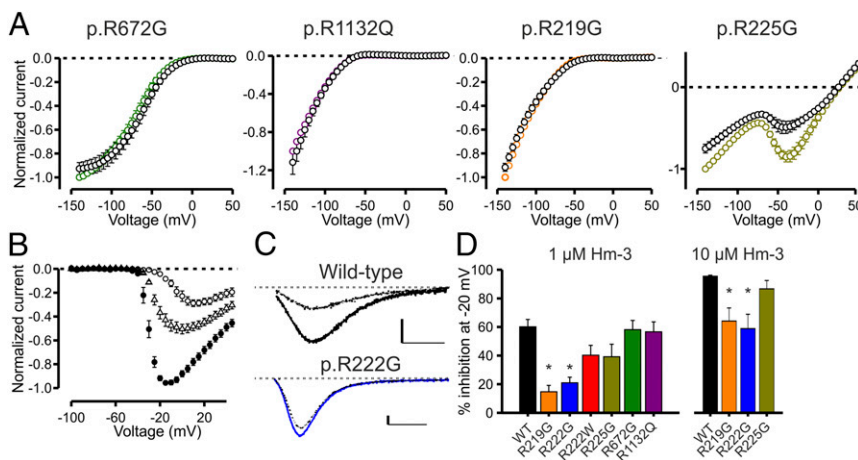 A
p.R672G
p.R1132Q
p.R219G
p.R225G
Normalized current
0.0
-0.2
-0.4
-0.6
-0.8
-1.0
-150 -100 -50 0 50
Voltage (mV)
0.0
-0.4
-0.8
-1.2
-150 -100 -50 0 50
Voltage (mV)
0.0
-0.2
-0.4
-0.6
-0.8
-1.0
-150 -100 -50 0 50
Voltage (mV)
0
-1
-150 -100 -50 0 50
Voltage (mV)
B
Normalized current
0.0
-0.2
-0.4
-0.6
-0.8
-1.0
-100 -60 -20 20
Voltage (mV)
C
Wild-type
p.R222G
D
1 µM Hm-3
10 µM Hm-3
% inhibition at -20 mV
100
80
60
40
20
0
* *
* *
WT
R219G
R222G
R222W
R225G
R672G
R1132Q
WT
R219G
R222G
R225G